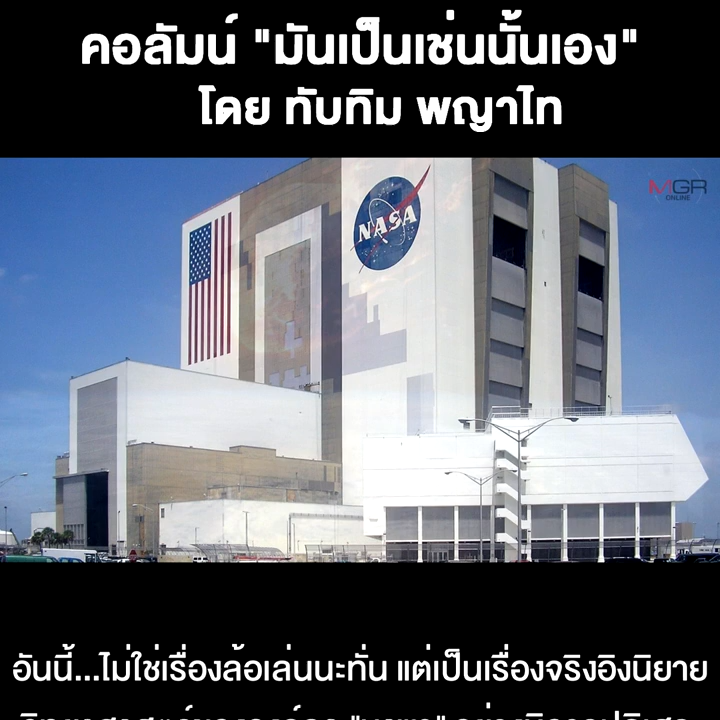 คอลัมน์ "มันเป็นเช่นนั้นเอง"
โดย ทับทิม พญาไท
MGR
ONLINE
NASA
อันนี้...ไม่ใช่เรื่องล้อเล่นนะทั่น แต่เป็นเรื่องจริงอิงนิยาย